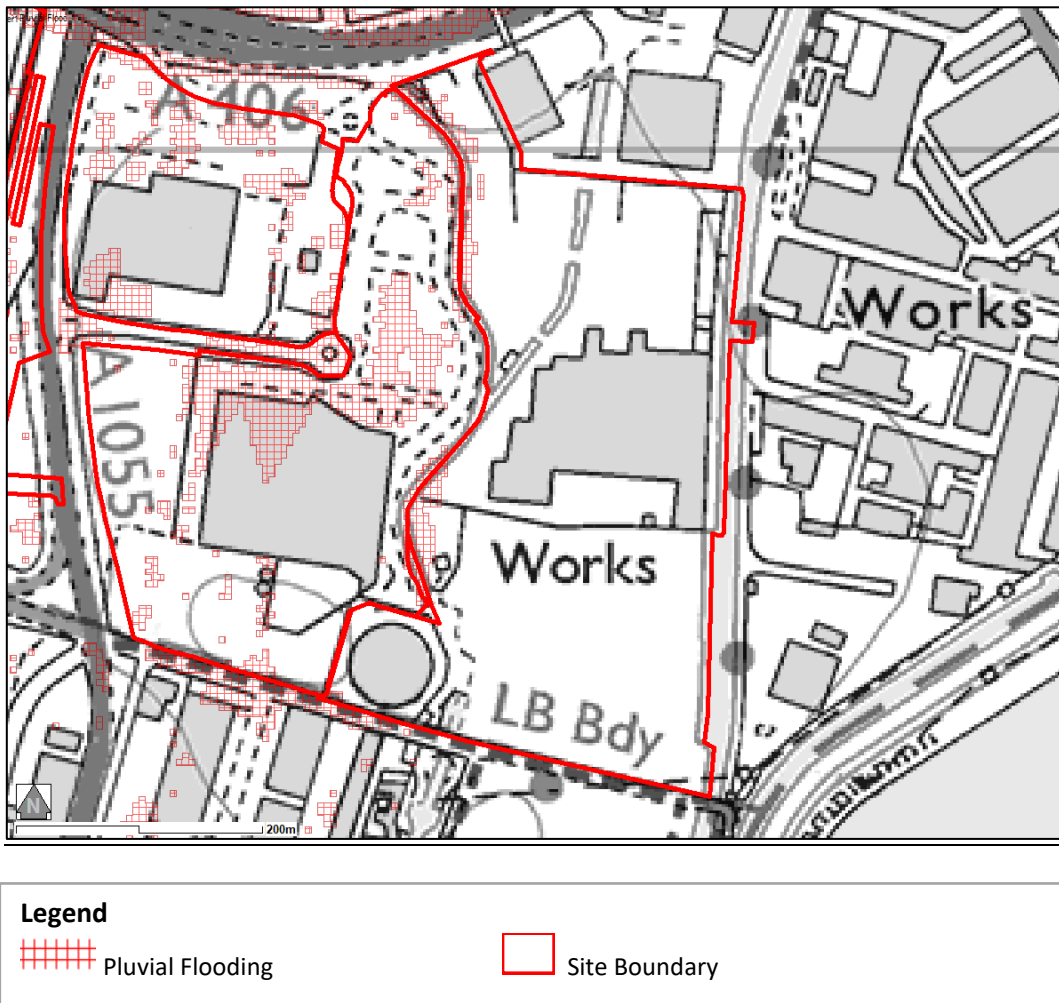 A 406
Works
A 1055
Works
LB Bdy
N
200m
Legend
Pluvial Flooding
Site Boundary